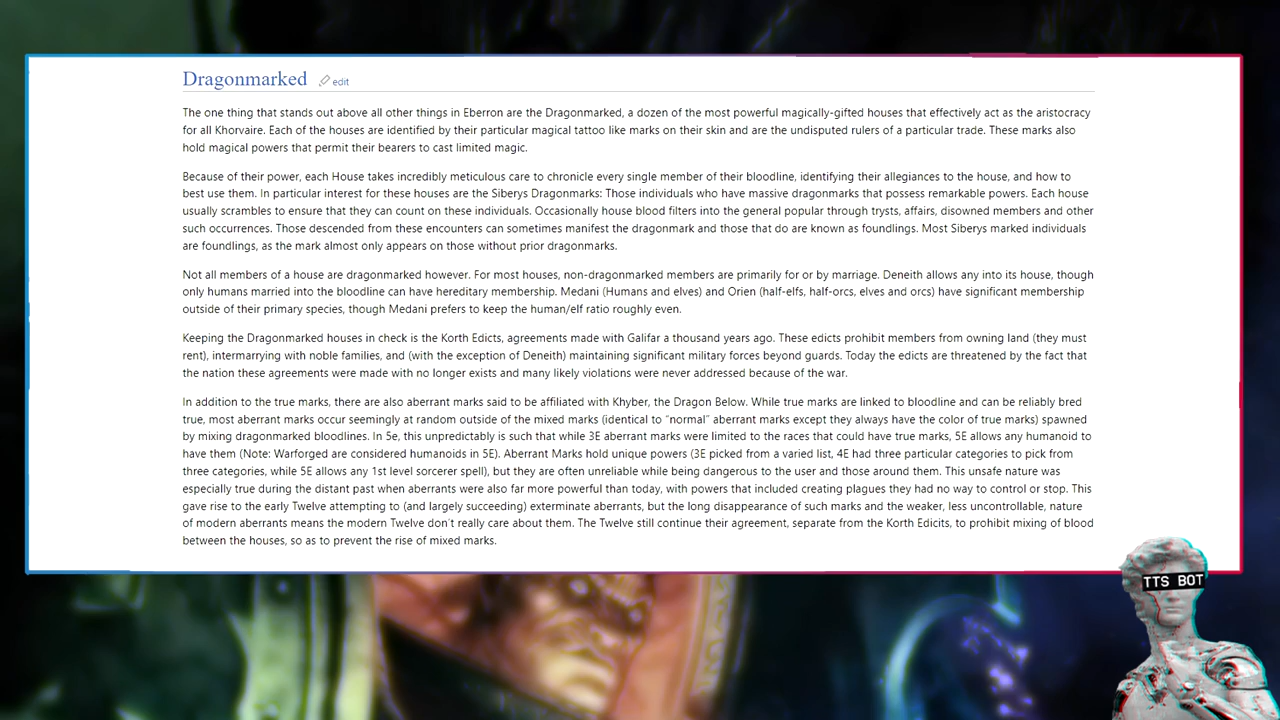 Dragonmarked edit
The one thing that stands out above all other things in Eberron are the Dragonmarked, a dozen of the most powerful magically-gifted houses that effectively act as the aristocracy
for all Khorvaire. Each of the houses are identified by their particular magical tattoo like marks on their skin and are the undisputed rulers of a particular trade. These marks also
hold magical powers that permit their bearers to cast limited magic.
Because of their power, each House takes incredibly meticulous care to chronicle every single member of their bloodline, identifying their allegiances to the house, and how to
best use them. In particular interest for these houses are the Siberys Dragonmarks: Those individuals who have massive dragonmarks that possess remarkable powers. Each house
usually scrambles to ensure that they can count on these individuals. Occasionally house blood filters into the general popular through trysts, affairs, disowned members and other
such occurrences. Those descended from these encounters can sometimes manifest the dragonmark and those that do are known as foundlings. Most Siberys marked individuals
are foundlings, as the mark almost only appears on those without prior dragonmarks.
Not all members of a house are dragonmarked however. For most houses, non-dragonmarked members are primarily for or by marriage. Deneith allows any into its house, though
only humans married into the bloodline can have hereditary membership. Medani (Humans and elves) and Orien (half-elfs, half-orcs, elves and orcs) have significant membership
outside of their primary species, though Medani prefers to keep the human/elf ratio roughly even.
Keeping the Dragonmarked houses in check is the Korth Edicts, agreements made with Galifar a thousand years ago. These edicts prohibit members from owning land (they must
rent), intermarrying with noble families, and (with the exception of Deneith) maintaining significant military forces beyond guards. Today the edicts are threatened by the fact that
the nation these agreements were made with no longer exists and many likely violations were never addressed because of the war.
In addition to the true marks, there are also aberrant marks said to be affiliated with Khyber, the Dragon Below. While true marks are linked to bloodline and can be reliably bred
true, most aberrant marks occur seemingly at random outside of the mixed marks (identical to "normal" aberrant marks except they always have the color of true marks) spawned
by mixing dragonmarked bloodlines. In 5e, this unpredictably is such that while 3E aberrant marks were limited to the races that could have true marks, 5E allows any humanoid to
have them (Note: Warforged are considered humanoids in 5E). Aberrant Marks hold unique powers (3E picked from a varied list, 4E had three particular categories to pick from
three categories, while 5E allows any 1st level sorcerer spell), but they are often unreliable while being dangerous to the user and those around them. This unsafe nature was
especially true during the distant past when aberrants were also far more powerful than today, with powers that included creating plagues they had no way to control or stop. This
gave rise to the early Twelve attempting to (and largely succeeding) exterminate aberrants, but the long disappearance of such marks and the weaker, less uncontrollable, nature
of modern aberrants means the modern Twelve don't really care about them. The Twelve still continue their agreement, separate from the Korth Edicits, to prohibit mixing of blood
between the houses, so as to prevent the rise of mixed marks.
TTS BOT